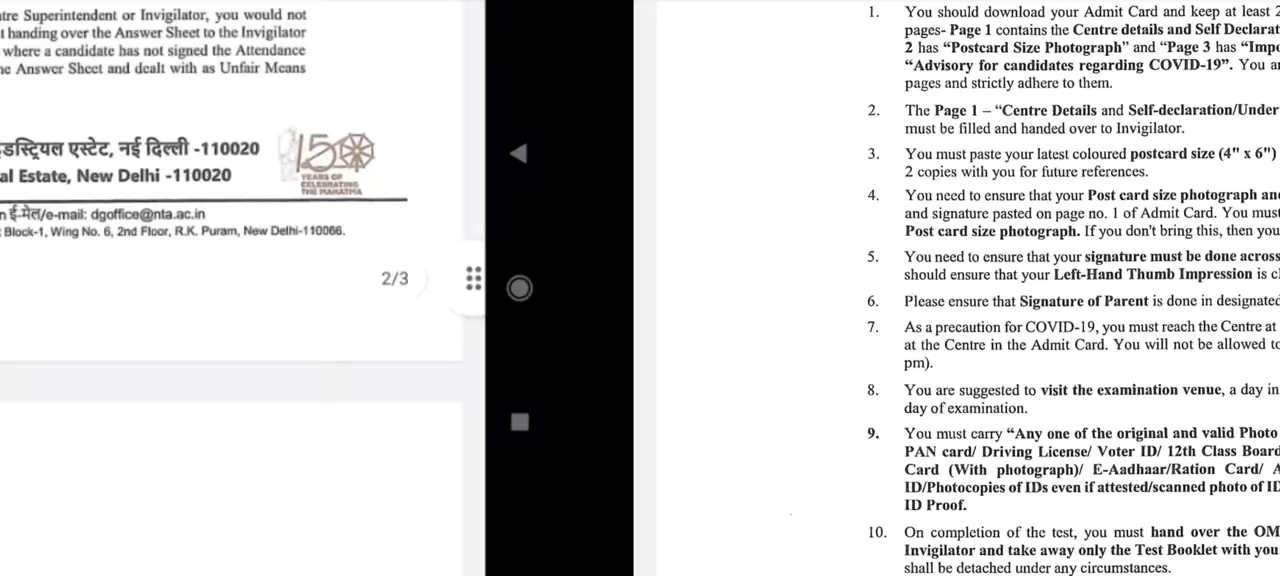 tre Superintendent or Invigilator, you would not
t handing over the Answer Sheet to the Invigilator
where a candidate has not signed the Attendance
he Answer Sheet and dealt with as Unfair Means
डस्ट्रियल एस्टेट, नई दिल्ली -110020
al Estate, New Delhi -110020
150
YEARS OF
CELEBRATING
THE MAHATMA
n ई-मेल/e-mail: dgoffice@nta.ac.in
Block-1, Wing No. 6, 2nd Floor, R.K. Puram, New Delhi-110066.
2/3
1. You should download your Admit Card and keep at least 2
pages- Page 1 contains the Centre details and Self Declarat
2 has “Postcard Size Photograph” and “Page 3 has “Impo
“Advisory for candidates regarding COVID-19”. You ar
pages and strictly adhere to them.
2. The Page 1 – “Centre Details and Self-declaration/Under
must be filled and handed over to Invigilator.
3. You must paste your latest coloured postcard size (4" x 6")
2 copies with you for future references.
4. You need to ensure that your Post card size photograph and
and signature pasted on page no. 1 of Admit Card. You must
Post card size photograph. If you don't bring this, then you
5. You need to ensure that your signature must be done across
should ensure that your Left-Hand Thumb Impression is cl
6. Please ensure that Signature of Parent is done in designated
7. As a precaution for COVID-19, you must reach the Centre at
at the Centre in the Admit Card. You will not be allowed to
pm).
8. You are suggested to visit the examination venue, a day in
day of examination.
9. You must carry “Any one of the original and valid Photo
PAN card/ Driving License/ Voter ID/ 12th Class Board
Card (With photograph)/ E-Aadhaar/Ration Card/ A
ID/Photocopies of IDs even if attested/scanned photo of ID
ID Proof.
10. On completion of the test, you must hand over the OM
Invigilator and take away only the Test Booklet with you
shall be detached under any circumstances.